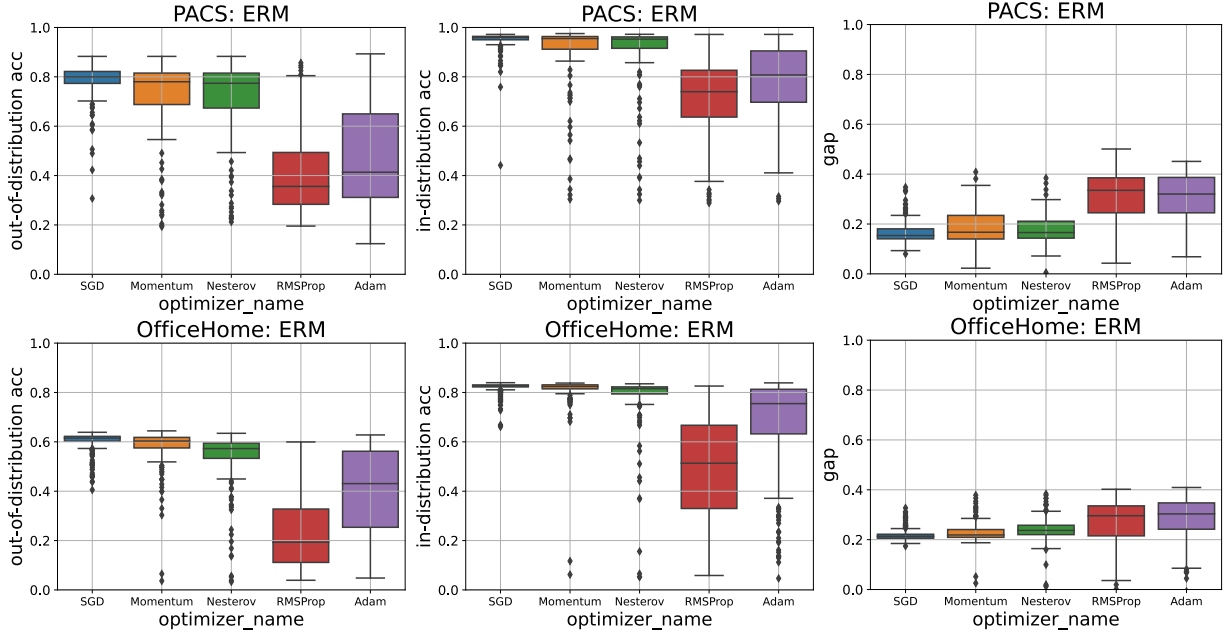 PACS: ERM
out-of-distribution acc
1.0
0.8
0.6
0.4
0.2
0.0
SGD Momentum Nesterov RMSProp Adam
optimizer_name
PACS: ERM
in-distribution acc
1.0
0.8
0.6
0.4
0.2
0.0
SGD Momentum Nesterov RMSProp Adam
optimizer_name
PACS: ERM
gap
1.0
0.8
0.6
0.4
0.2
0.0
SGD Momentum Nesterov RMSProp Adam
optimizer_name
OfficeHome: ERM
out-of-distribution acc
1.0
0.8
0.6
0.4
0.2
0.0
SGD Momentum Nesterov RMSProp Adam
optimizer_name
OfficeHome: ERM
in-distribution acc
1.0
0.8
0.6
0.4
0.2
0.0
SGD Momentum Nesterov RMSProp Adam
optimizer_name
OfficeHome: ERM
gap
1.0
0.8
0.6
0.4
0.2
0.0
SGD Momentum Nesterov RMSProp Adam
optimizer_name